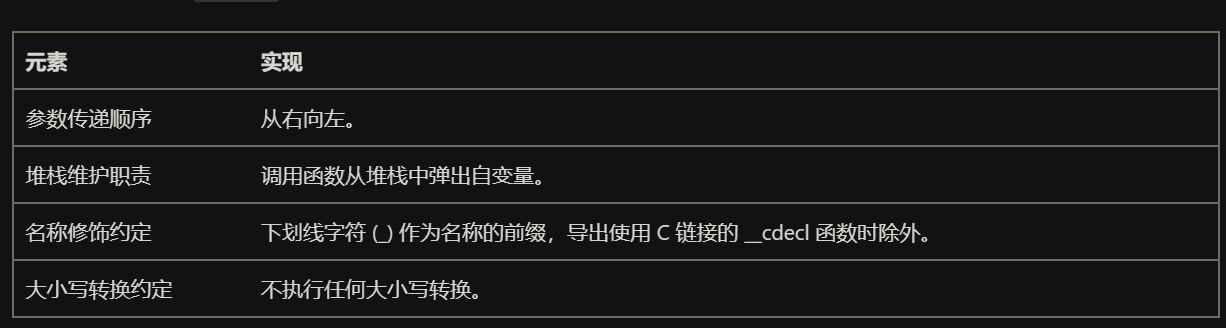 元素 实现
参数传递顺序 从右向左。
堆栈维护职责 调用函数从堆栈中弹出自变量。
名称修饰约定 下划线字符 (_) 作为名称的前缀，导出使用 C 链接的 __cdecl 函数时除外。
大小写转换约定 不执行任何大小写转换。